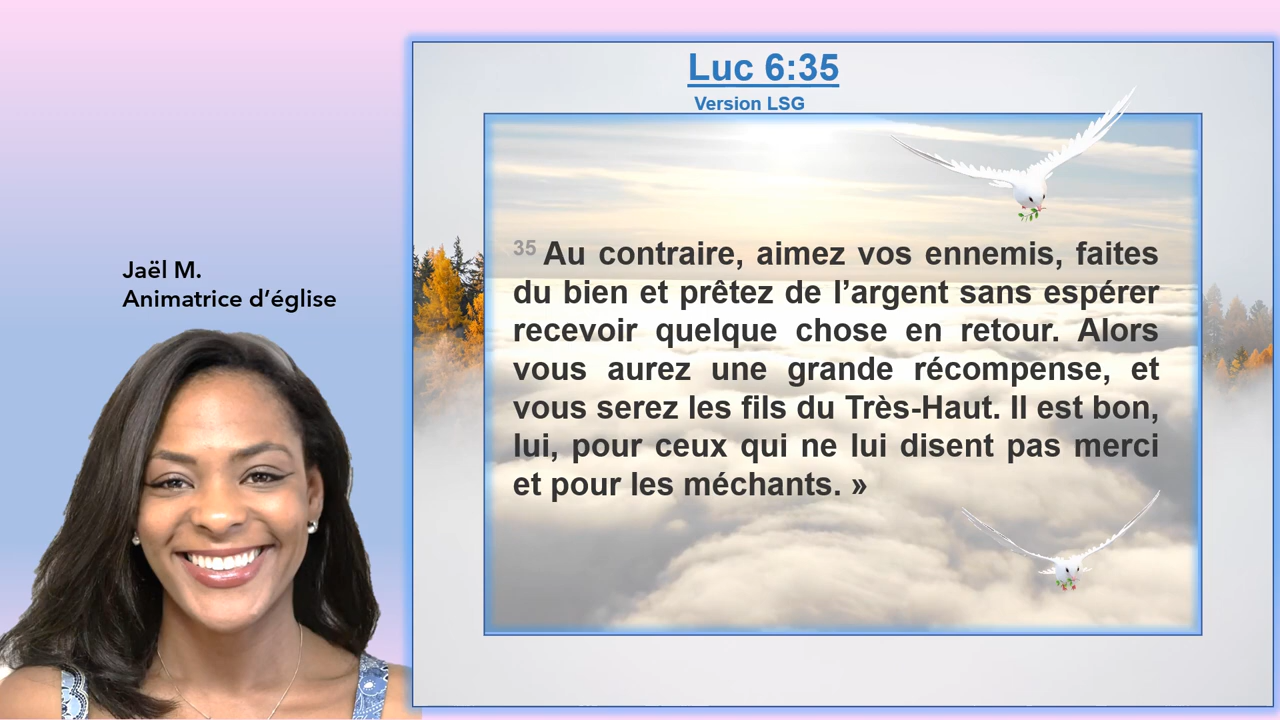 Luc 6:35
Version LSG
35 Au contraire, aimez vos ennemis, faites
du bien et prêtez de l’argent sans espérer
recevoir quelque chose en retour. Alors
vous aurez une grande récompense, et
vous serez les fils du Très-Haut. Il est bon,
lui, pour ceux qui ne lui disent pas merci
et pour les méchants. »
Jaël M.
Animatrice d’église